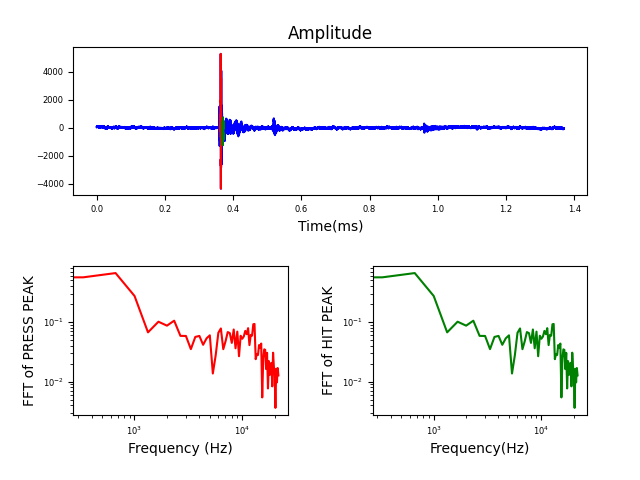 Amplitude
4000
2000
0
−2000
−4000
0.0 0.2 0.4 0.6 0.8 1.0 1.2 1.4
Time(ms)
FFT of PRESS PEAK
10⁻¹
10⁻²
10³ 10⁴
Frequency (Hz)
FFT of HIT PEAK
10⁻¹
10⁻²
10³ 10⁴
Frequency(Hz)